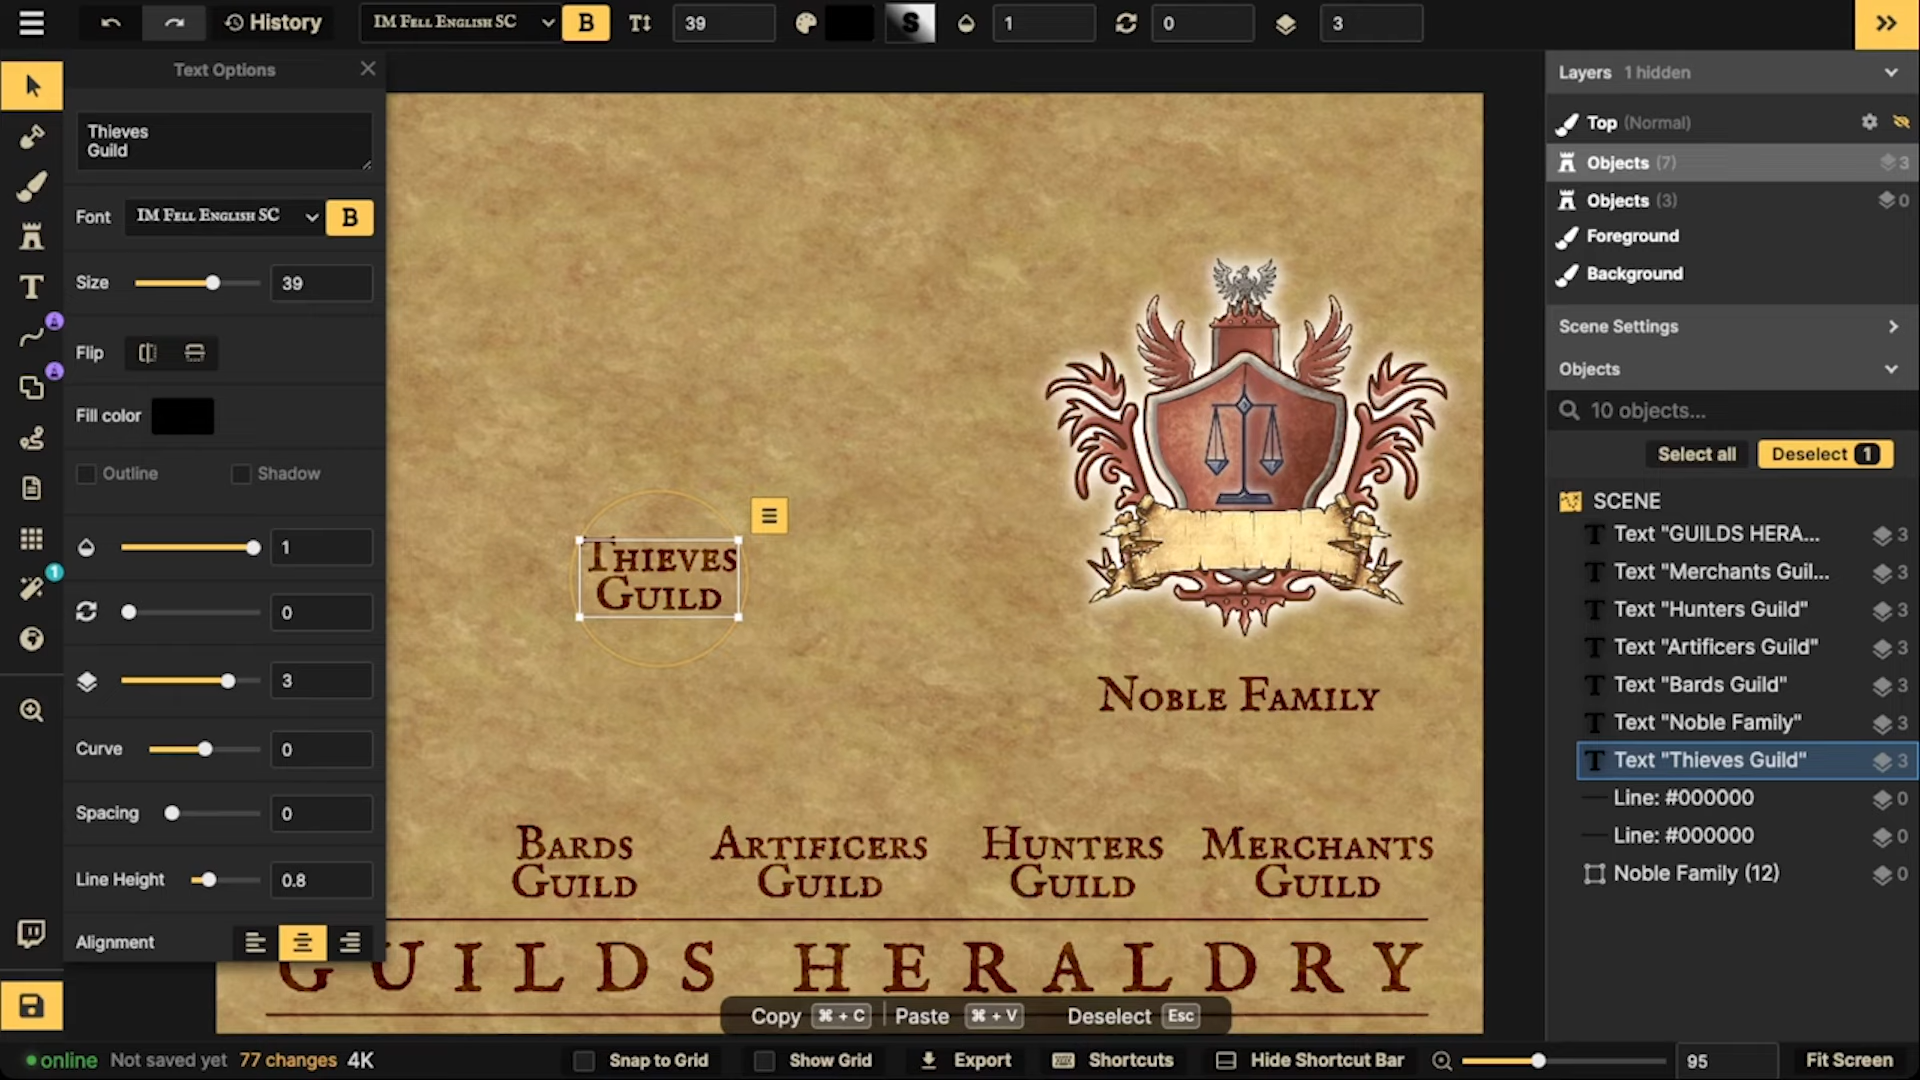 History
IM FELL ENGLISH SC
B
39
S
1
0
3
Text Options
Thieves
Guild
Font
IM FELL ENGLISH SC
B
Size
39
Flip
Fill color
Outline
Shadow
1
0
3
Curve
0
Spacing
0
Line Height
0.8
Alignment
1
THIEVES
GUILD
NOBLE FAMILY
BARDS
GUILD
ARTIFICERS
GUILD
HUNTERS
GUILD
MERCHANTS
GUILD
GUILDS HERALDRY
Copy ⌘ + C Paste ⌘ + V Deselect Esc
Layers 1 hidden
Top (Normal)
Objects (7) 3
Objects (3) 0
Foreground
Background
Scene Settings
Objects
10 objects...
Select all
Deselect 1
SCENE
Text "GUILDS HERA... 3
Text "Merchants Guil... 3
Text "Hunters Guild" 3
Text "Artificers Guild" 3
Text "Bards Guild" 3
Text "Noble Family" 3
Text "Thieves Guild" 3
Line: #000000 0
Line: #000000 0
Noble Family (12) 0
online Not saved yet 77 changes 4K
Snap to Grid
Show Grid
Export
Shortcuts
Hide Shortcut Bar
95
Fit Screen